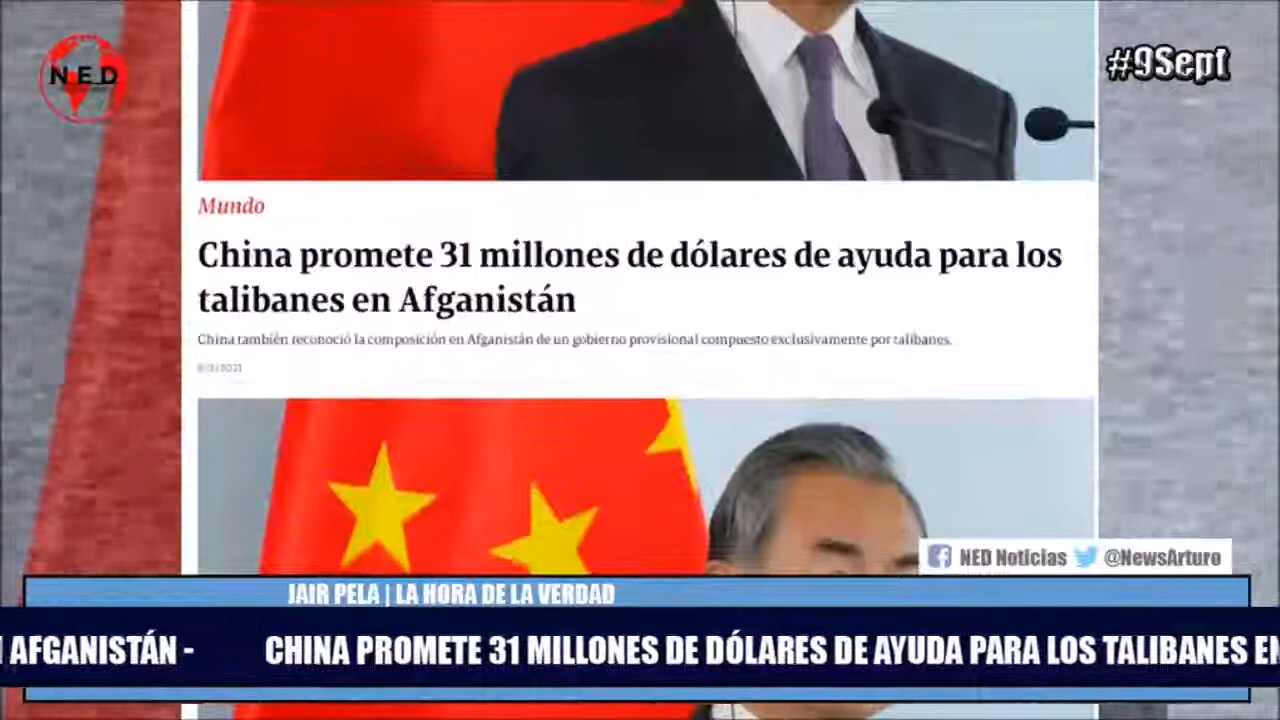 NED
#9Sept
Mundo
China promete 31 millones de dólares de ayuda para los
talibanes en Afganistán
China también reconoció la composición en Afganistán de un gobierno provisional compuesto exclusivamente por talibanes.
NED Noticias @NewsArturo
JAIR PELA | LA HORA DE LA VERDAD
AFGANISTÁN - CHINA PROMETE 31 MILLONES DE DÓLARES DE AYUDA PARA LOS TALIBANES EN